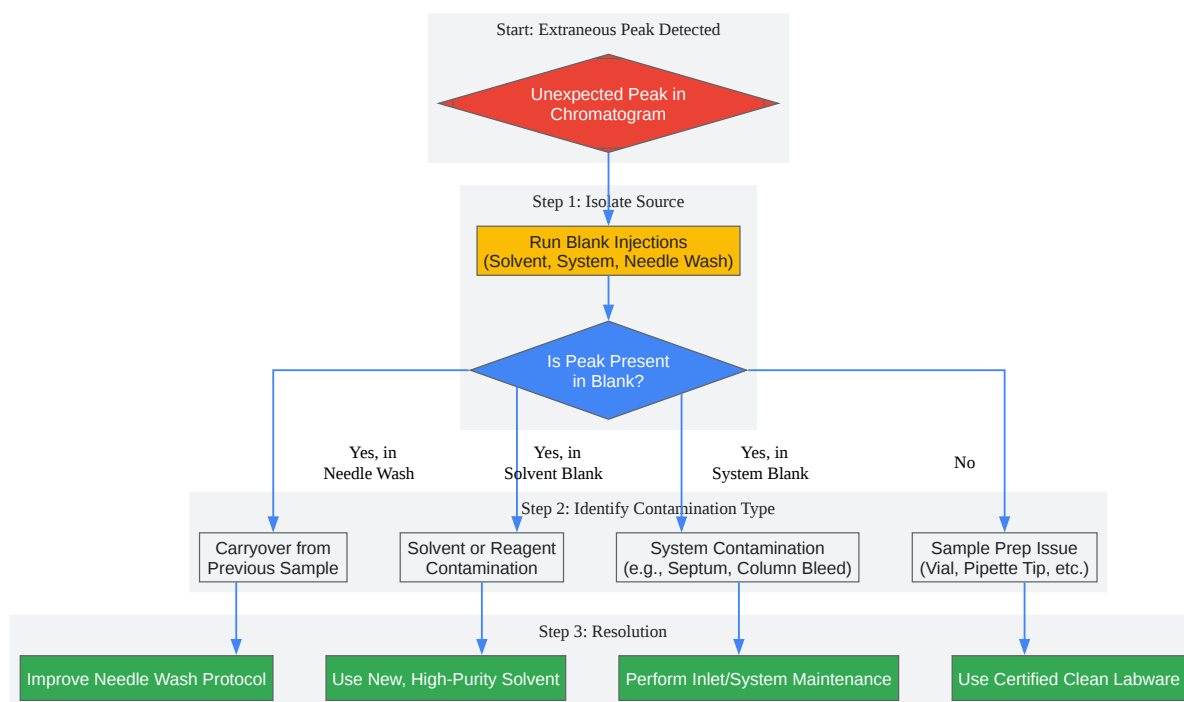 Start: Extraneous Peak Detected
Unexpected Peak in
Chromatogram
Step 1: Isolate Source
Run Blank Injections
(Solvent, System, Needle Wash)
Is Peak Present
in Blank?
Yes, in
Needle Wash
Yes, in
Solvent Blank
Yes, in
System Blank
No
Step 2: Identify Contamination Type
Carryover from
Previous Sample
Solvent or Reagent
Contamination
System Contamination
(e.g., Septum, Column Bleed)
Sample Prep Issue
(Vial, Pipette Tip, etc.)
Step 3: Resolution
Improve Needle Wash Protocol
Use New, High-Purity Solvent
Perform Inlet/System Maintenance
Use Certified Clean Labware